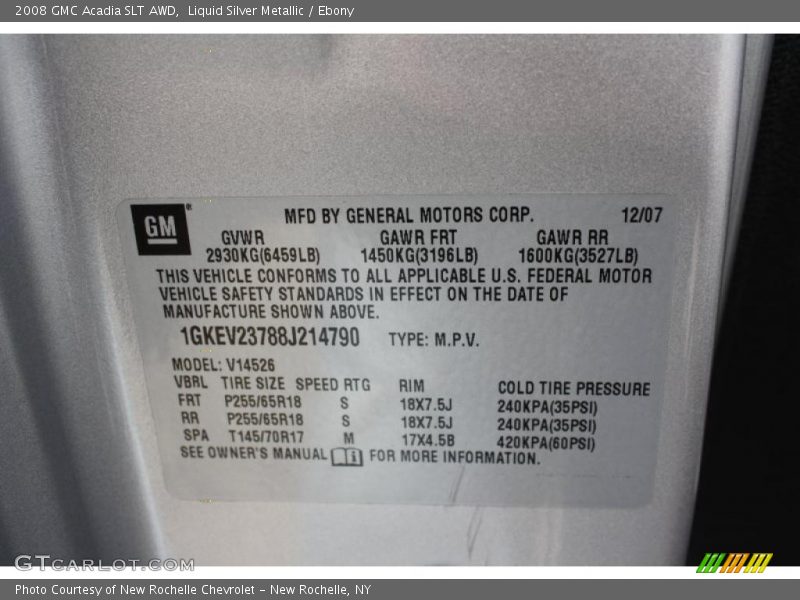 2008 GMC Acadia SLT AWD, Liquid Silver Metallic / Ebony
GM®
MFD BY GENERAL MOTORS CORP. 12/07
GVWR GAWR FRT GAWR RR
2930KG(6459LB) 1450KG(3196LB) 1600KG(3527LB)
THIS VEHICLE CONFORMS TO ALL APPLICABLE U.S. FEDERAL MOTOR
VEHICLE SAFETY STANDARDS IN EFFECT ON THE DATE OF
MANUFACTURE SHOWN ABOVE.
1GKEV23788J214790 TYPE: M.P.V.
MODEL: V14526
VBRL TIRE SIZE SPEED RTG RIM COLD TIRE PRESSURE
FRT P255/65R18 S 18X7.5J 240KPA(35PSI)
RR P255/65R18 S 18X7.5J 240KPA(35PSI)
SPA T145/70R17 M 17X4.5B 420KPA(60PSI)
SEE OWNER'S MANUAL FOR MORE INFORMATION.
GTCARLOT.COM
Photo Courtesy of New Rochelle Chevrolet - New Rochelle, NY